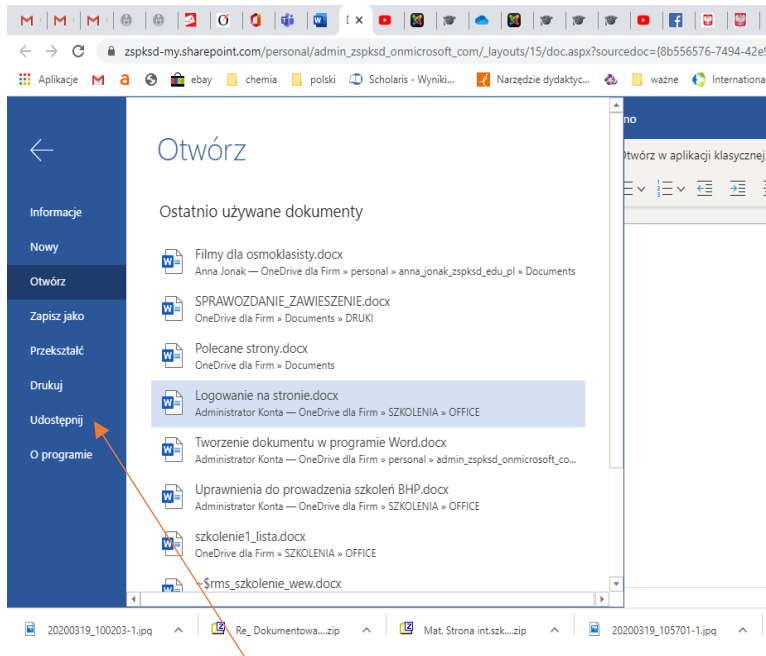 zspksd-my.sharepoint.com/personal/admin_zspksd_onmicrosoft_com/_layouts/15/doc.aspx?sourcedoc={8b556576-7494-42e9
Aplikacje ebay chemia polski Scholaris - Wyniki... Narzędzie dydaktyc... ważne Internationa
no
Otwórz
Otwórz w aplikacji klasycznej
Informacje
Nowy
Otwórz
Zapisz jako
Przekształć
Drukuj
Udostępnij
O programie
Ostatnio używane dokumenty
Filmy dla osmoklasisty.docx
Anna Jonak — OneDrive dla Firm » personal » anna_jonak_zspksd_edu_pl » Documents
SPRAWOZDANIE_ZAWIESZENIE.docx
OneDrive dla Firm » Documents » DRUKI
Polecane strony.docx
OneDrive dla Firm » Documents
Logowanie na stronie.docx
Administrator Konta — OneDrive dla Firm » SZKOLENIA » OFFICE
Tworzenie dokumentu w programie Word.docx
Administrator Konta — OneDrive dla Firm » personal » admin_zspksd_onmicrosoft_co...
Uprawnienia do prowadzenia szkoleń BHP.docx
Administrator Konta — OneDrive dla Firm » SZKOLENIA » OFFICE
szkolenie1_lista.docx
OneDrive dla Firm » SZKOLENIA » OFFICE
~$rms_szkolenie_wew.docx
20200319_100203-1.jpg Re_ Dokumentowa....zip Mat. Strona int.szk....zip 20200319_105701-1.jpg